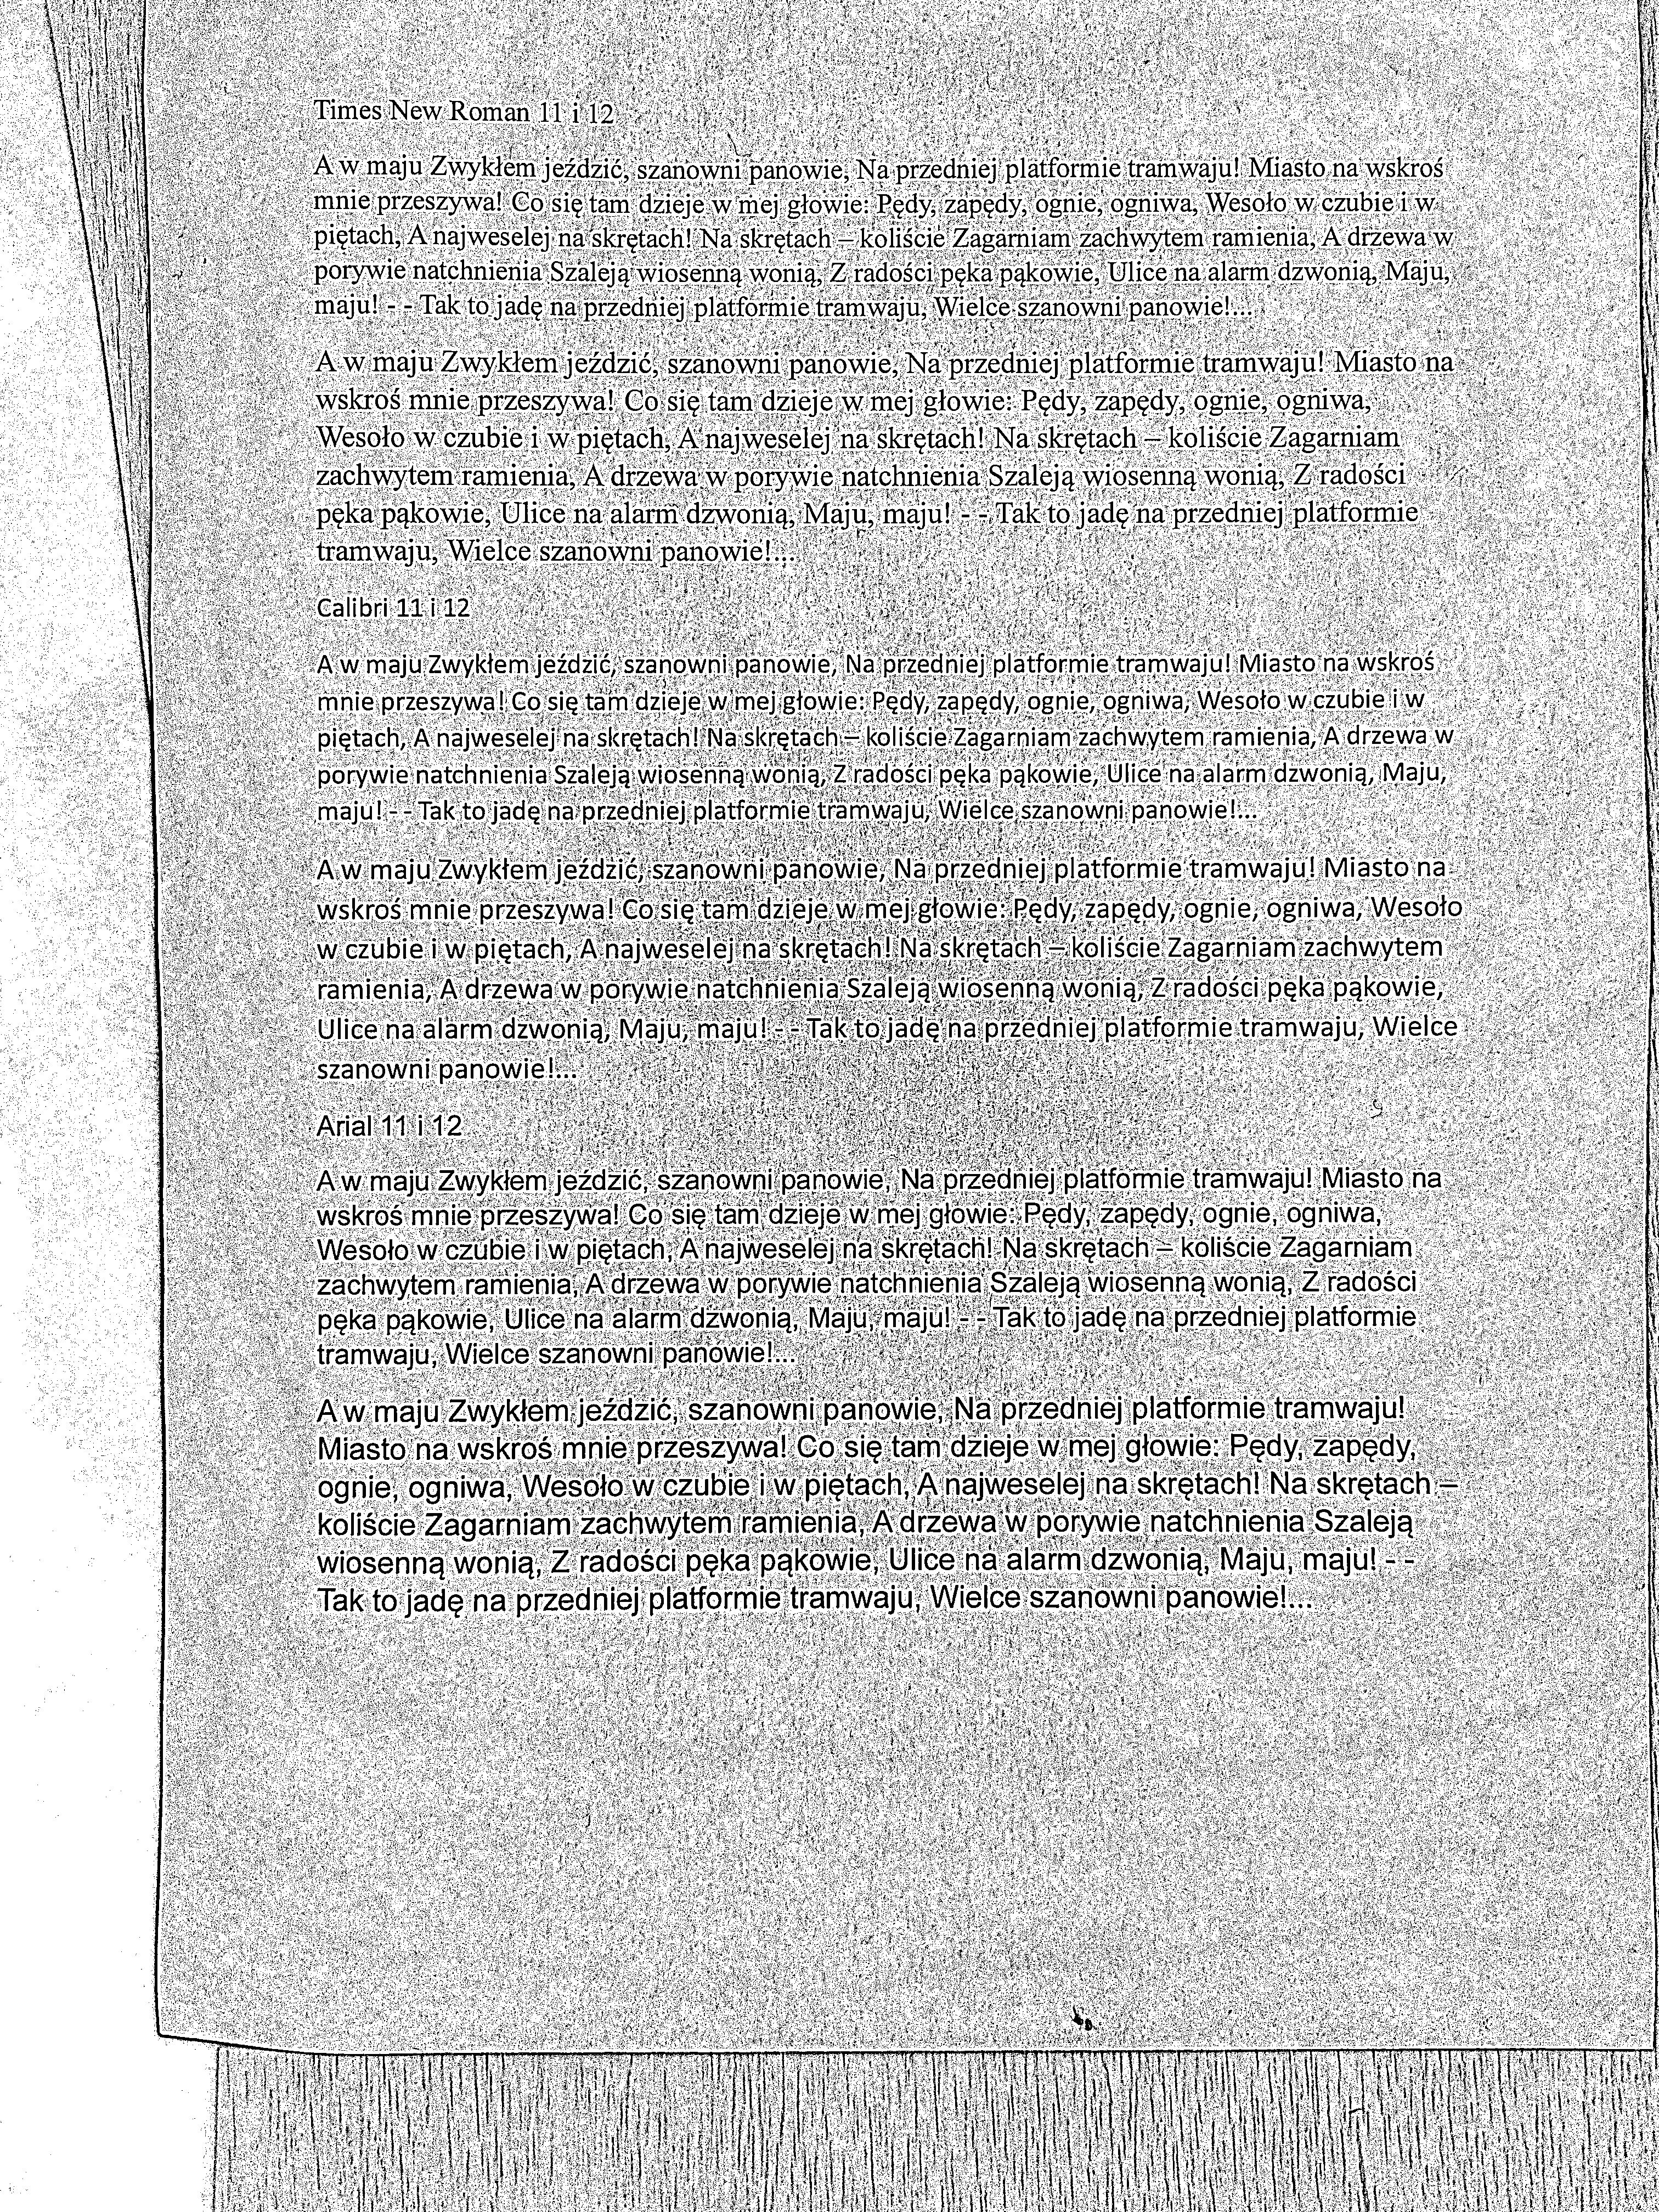 Times New Roman 11 i 12
A w maju Zwykłem jeździć, szanowni panowie, Na przedniej platformie tramwaju! Miasto na wskroś
mnie przeszywa! Co się tam dzieje w mej głowie: Pędy, zapędy, ognie, ogniwa, Wesoło w czubie i w
piętach, A najweselej na skrętach! Na skrętach – koliście Zagarniam zachwytem ramienia, A drzewa w
porywie natchnienia Szaleją wiosenną wonią, Z radości pęka pąkowie, Ulice na alarm dzwonią, Maju,
maju! - - Tak to jadę na przedniej platformie tramwaju, Wielce szanowni panowie!...
A w maju Zwykłem jeździć, szanowni panowie, Na przedniej platformie tramwaju! Miasto na
wskroś mnie przeszywa! Co się tam dzieje w mej głowie: Pędy, zapędy, ognie, ogniwa,
Wesoło w czubie i w piętach, A najweselej na skrętach! Na skrętach – koliście Zagarniam
zachwytem ramienia, A drzewa w porywie natchnienia Szaleją wiosenną wonią, Z radości
pęka pąkowie, Ulice na alarm dzwonią, Maju, maju! - - Tak to jadę na przedniej platformie
tramwaju, Wielce szanowni panowie!...
Calibri 11 i 12
A w maju Zwykłem jeździć, szanowni panowie, Na przedniej platformie tramwaju! Miasto na wskroś
mnie przeszywa! Co się tam dzieje w mej głowie: Pędy, zapędy, ognie, ogniwa, Wesoło w czubie i w
piętach, A najweselej na skrętach! Na skrętach – koliście Zagarniam zachwytem ramienia, A drzewa w
porywie natchnienia Szaleją wiosenną wonią, Z radości pęka pąkowie, Ulice na alarm dzwonią, Maju,
maju! - - Tak to jadę na przedniej platformie tramwaju, Wielce szanowni panowie!...
A w maju Zwykłem jeździć, szanowni panowie, Na przedniej platformie tramwaju! Miasto na
wskroś mnie przeszywa! Co się tam dzieje w mej głowie: Pędy, zapędy, ognie, ogniwa, Wesoło
w czubie i w piętach, A najweselej na skrętach! Na skrętach – koliście Zagarniam zachwytem
ramienia, A drzewa w porywie natchnienia Szaleją wiosenną wonią, Z radości pęka pąkowie,
Ulice na alarm dzwonią, Maju, maju! - - Tak to jadę na przedniej platformie tramwaju, Wielce
szanowni panowie!...
Arial 11 i 12
A w maju Zwykłem jeździć, szanowni panowie, Na przedniej platformie tramwaju! Miasto na
wskroś mnie przeszywa! Co się tam dzieje w mej głowie: Pędy, zapędy, ognie, ogniwa,
Wesoło w czubie i w piętach, A najweselej na skrętach! Na skrętach – koliście Zagarniam
zachwytem ramienia, A drzewa w porywie natchnienia Szaleją wiosenną wonią, Z radości
pęka pąkowie, Ulice na alarm dzwonią, Maju, maju! - - Tak to jadę na przedniej platformie
tramwaju, Wielce szanowni panowie!...
A w maju Zwykłem jeździć, szanowni panowie, Na przedniej platformie tramwaju!
Miasto na wskroś mnie przeszywa! Co się tam dzieje w mej głowie: Pędy, zapędy,
ognie, ogniwa, Wesoło w czubie i w piętach, A najweselej na skrętach! Na skrętach –
koliście Zagarniam zachwytem ramienia, A drzewa w porywie natchnienia Szaleją
wiosenną wonią, Z radości pęka pąkowie, Ulice na alarm dzwonią, Maju, maju! - -
Tak to jadę na przedniej platformie tramwaju, Wielce szanowni panowie!...